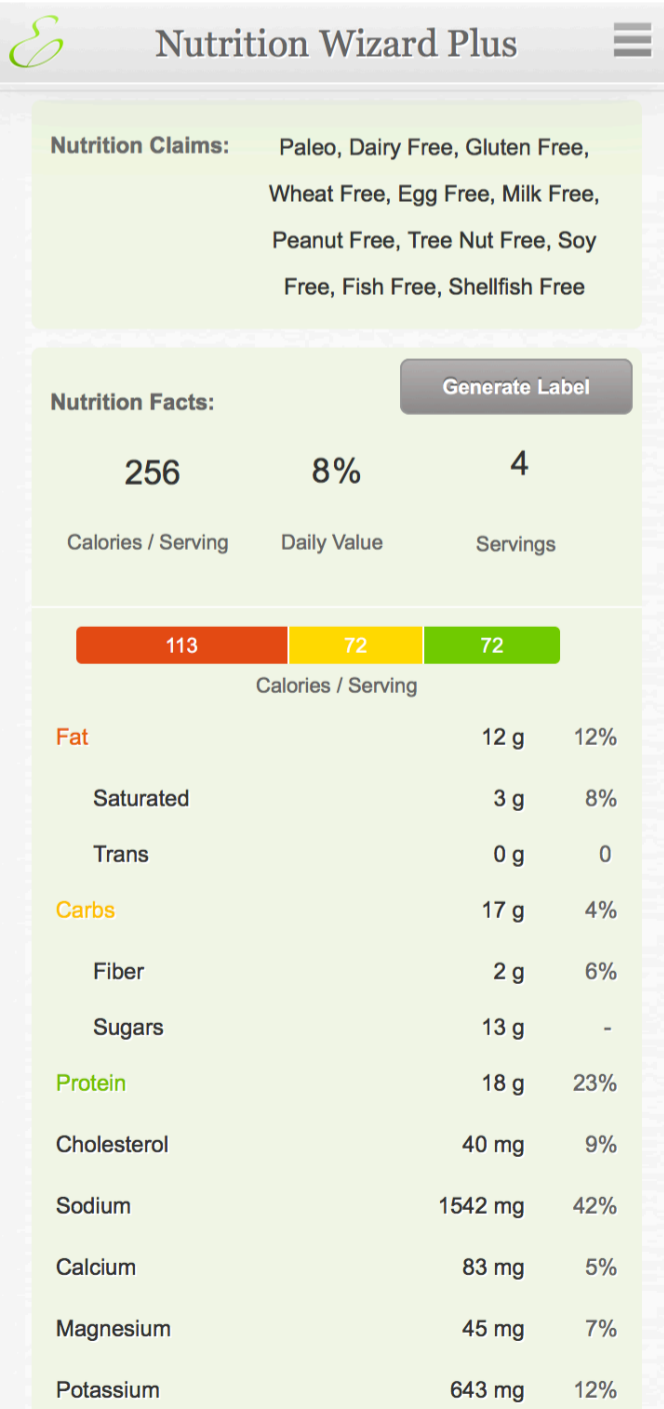 Nutrition Wizard Plus
Nutrition Claims: Paleo, Dairy Free, Gluten Free,
Wheat Free, Egg Free, Milk Free,
Peanut Free, Tree Nut Free, Soy
Free, Fish Free, Shellfish Free
Generate Label
Nutrition Facts:
256 8% 4
Calories / Serving Daily Value Servings
113 72 72
Calories / Serving
Fat 12 g 12%
Saturated 3 g 8%
Trans 0 g 0
Carbs 17 g 4%
Fiber 2 g 6%
Sugars 13 g -
Protein 18 g 23%
Cholesterol 40 mg 9%
Sodium 1542 mg 42%
Calcium 83 mg 5%
Magnesium 45 mg 7%
Potassium 643 mg 12%